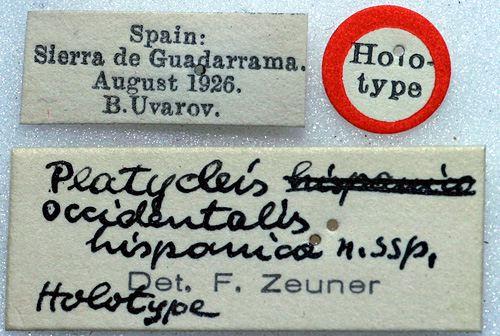 Spain:
Sierra de Guadarrama.
August 1926.
B. Uvarov.
Holo-
type
Platycleis hispanica
occidentalis
hispanica n.ssp.
Det. F. Zeuner
Holotype